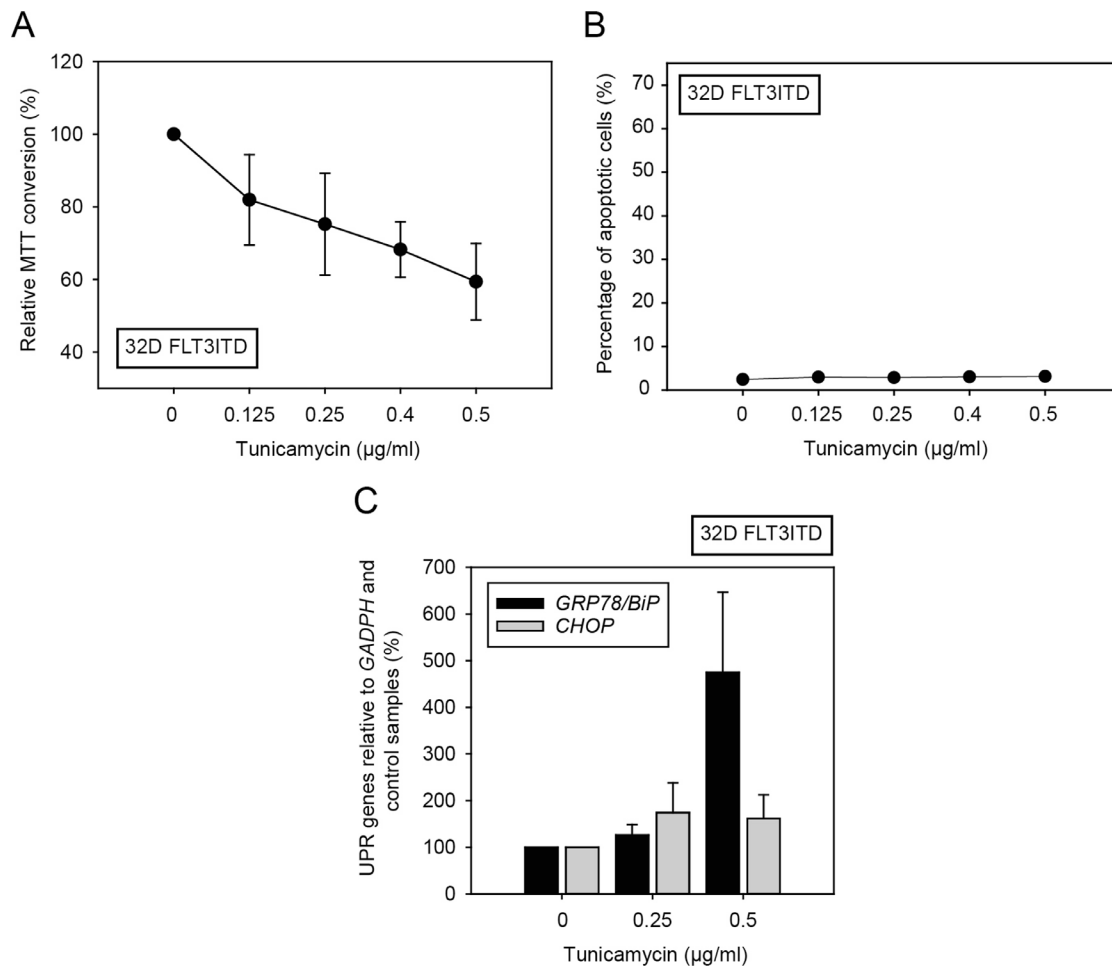 A
Relative MTT conversion (%)
120
100
80
60
40
32D FLT3ITD
0 0.125 0.25 0.4 0.5
Tunicamycin (µg/ml)
B
Percentage of apoptotic cells (%)
70
60
50
40
30
20
10
0
32D FLT3ITD
0 0.125 0.25 0.4 0.5
Tunicamycin (µg/ml)
C
32D FLT3ITD
UPR genes relative to GADPH and
control samples (%)
700
600
500
400
300
200
100
0
GRP78/BiP
CHOP
0 0.25 0.5
Tunicamycin (µg/ml)